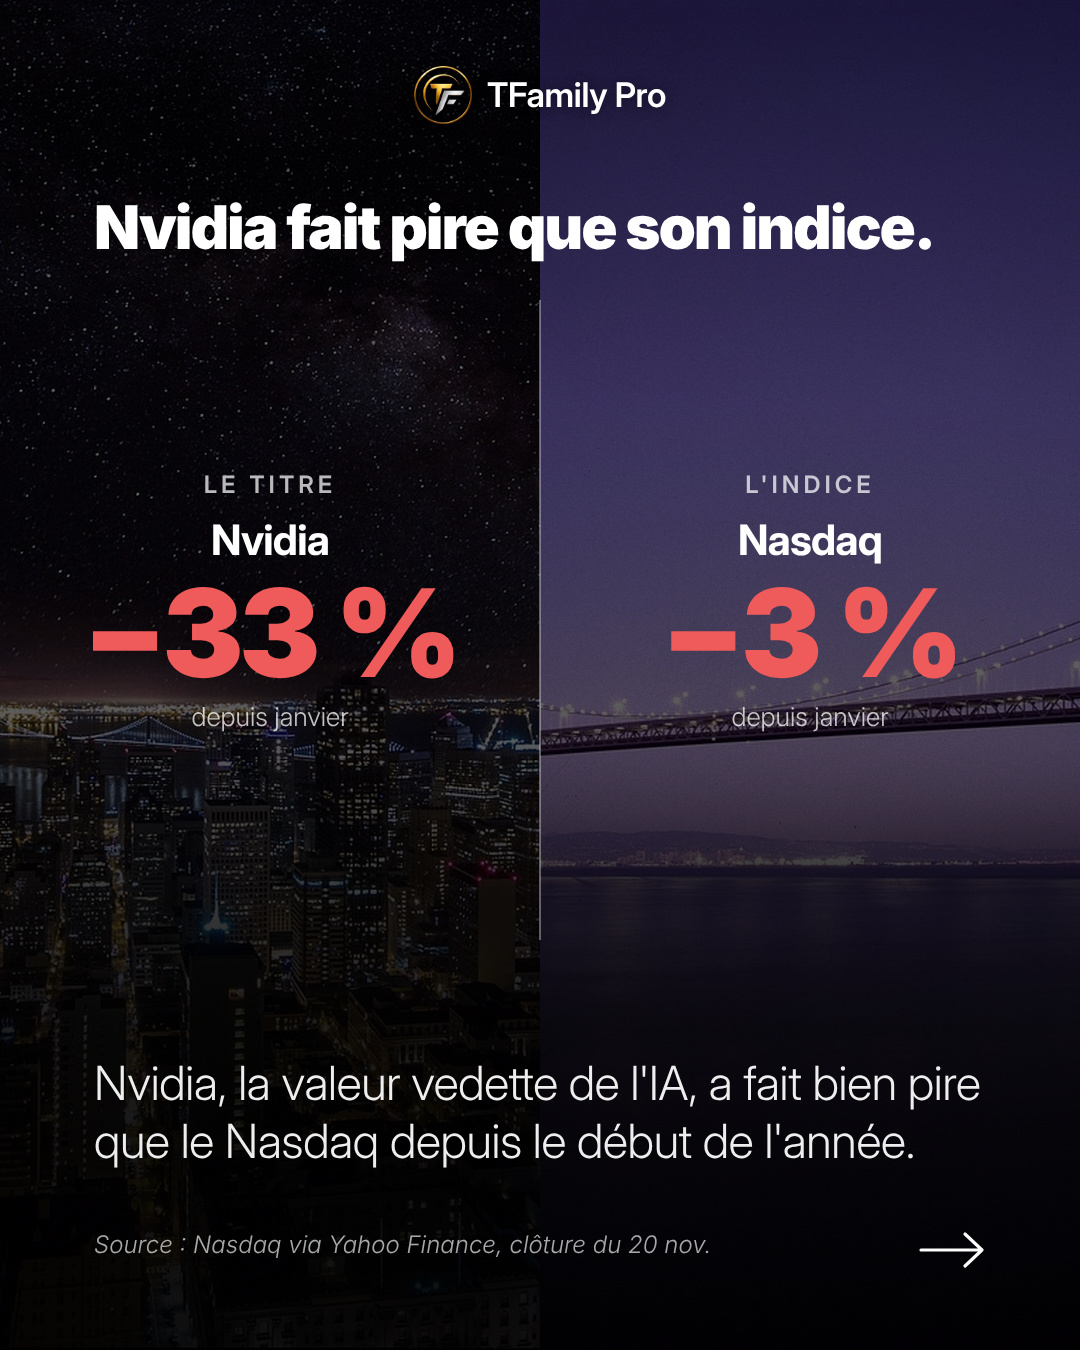 TFamily Pro
Nvidia fait pire que son indice.
LE TITRE
Nvidia
–33 %
depuis janvier
L'INDICE
Nasdaq
–3 %
depuis janvier
Nvidia, la valeur vedette de l'IA, a fait bien pire
que le Nasdaq depuis le début de l'année.
Source : Nasdaq via Yahoo Finance, clôture du 20 nov.